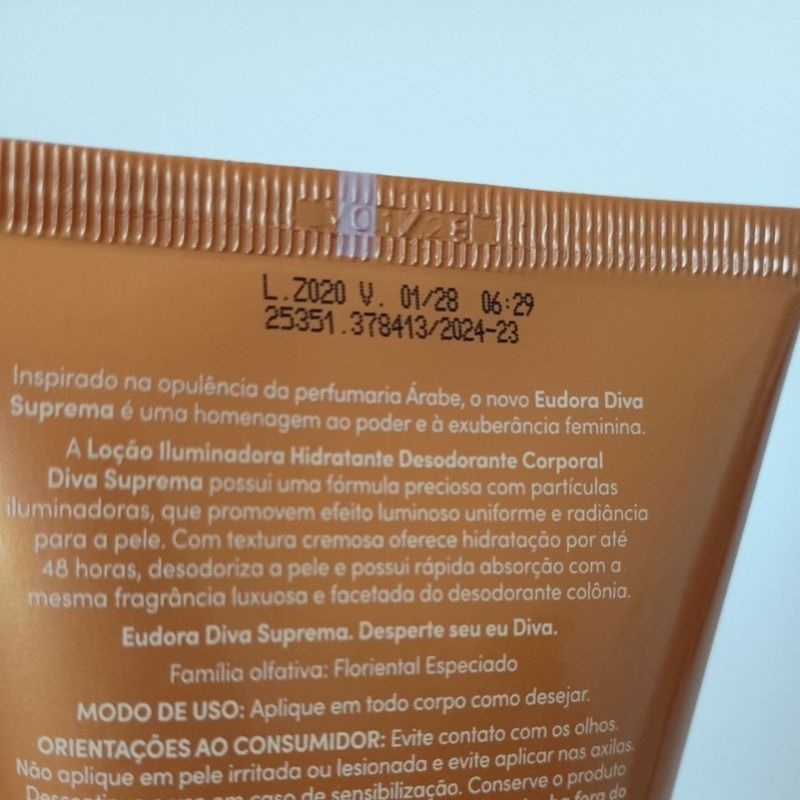 L.Z020 V. 01/28 06:29
25351.378413/2024-23
Inspirado na opulência da perfumaria Árabe, o novo Eudora Diva
Suprema é uma homenagem ao poder e à exuberância feminina.
A Loção Iluminadora Hidratante Desodorante Corporal
Diva Suprema possui uma fórmula preciosa com partículas
iluminadoras, que promovem efeito luminoso uniforme e radiância
para a pele. Com textura cremosa oferece hidratação por até
48 horas, desodoriza a pele e possui rápida absorção com a
mesma fragrância luxuosa e facetada do desodorante colônia.
Eudora Diva Suprema. Desperte seu eu Diva.
Família olfativa: Floriental Especiado
MODO DE USO: Aplique em todo corpo como desejar.
ORIENTAÇÕES AO CONSUMIDOR: Evite contato com os olhos.
Não aplique em pele irritada ou lesionada e evite aplicar nas axilas.
em caso de sensibilização. Conserve o produto
fora do